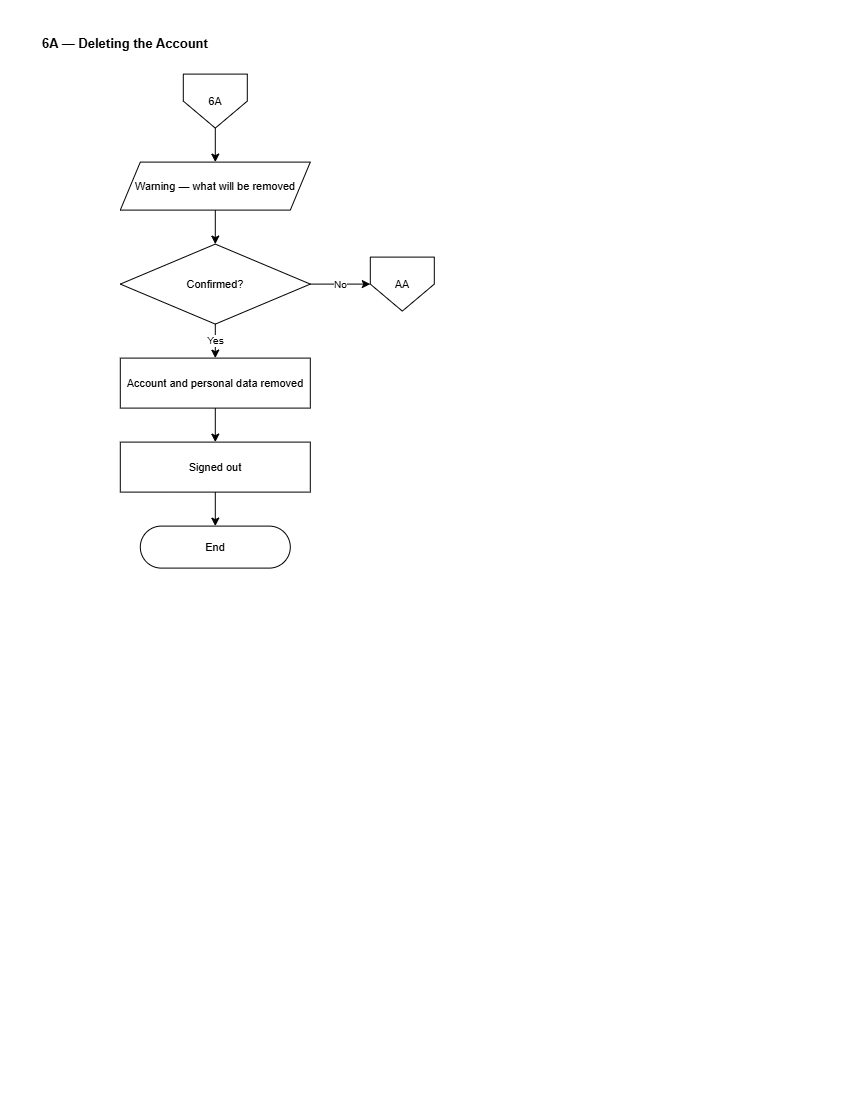 6A — Deleting the Account
6A
Warning — what will be removed
Confirmed?
No
AA
Yes
Account and personal data removed
Signed out
End